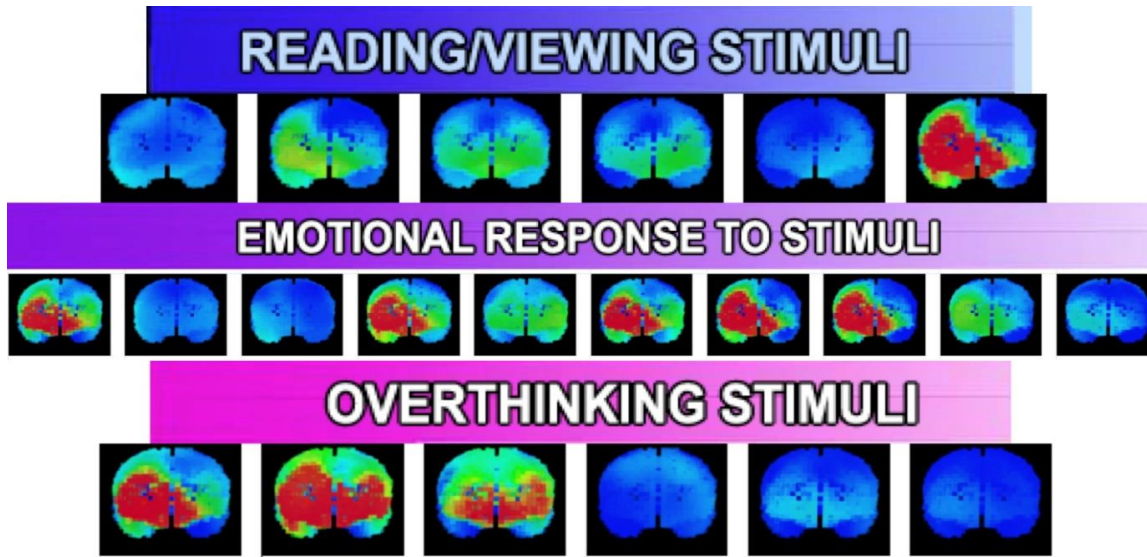 READING/VIEWING STIMULI
EMOTIONAL RESPONSE TO STIMULI
OVERTHINKING STIMULI